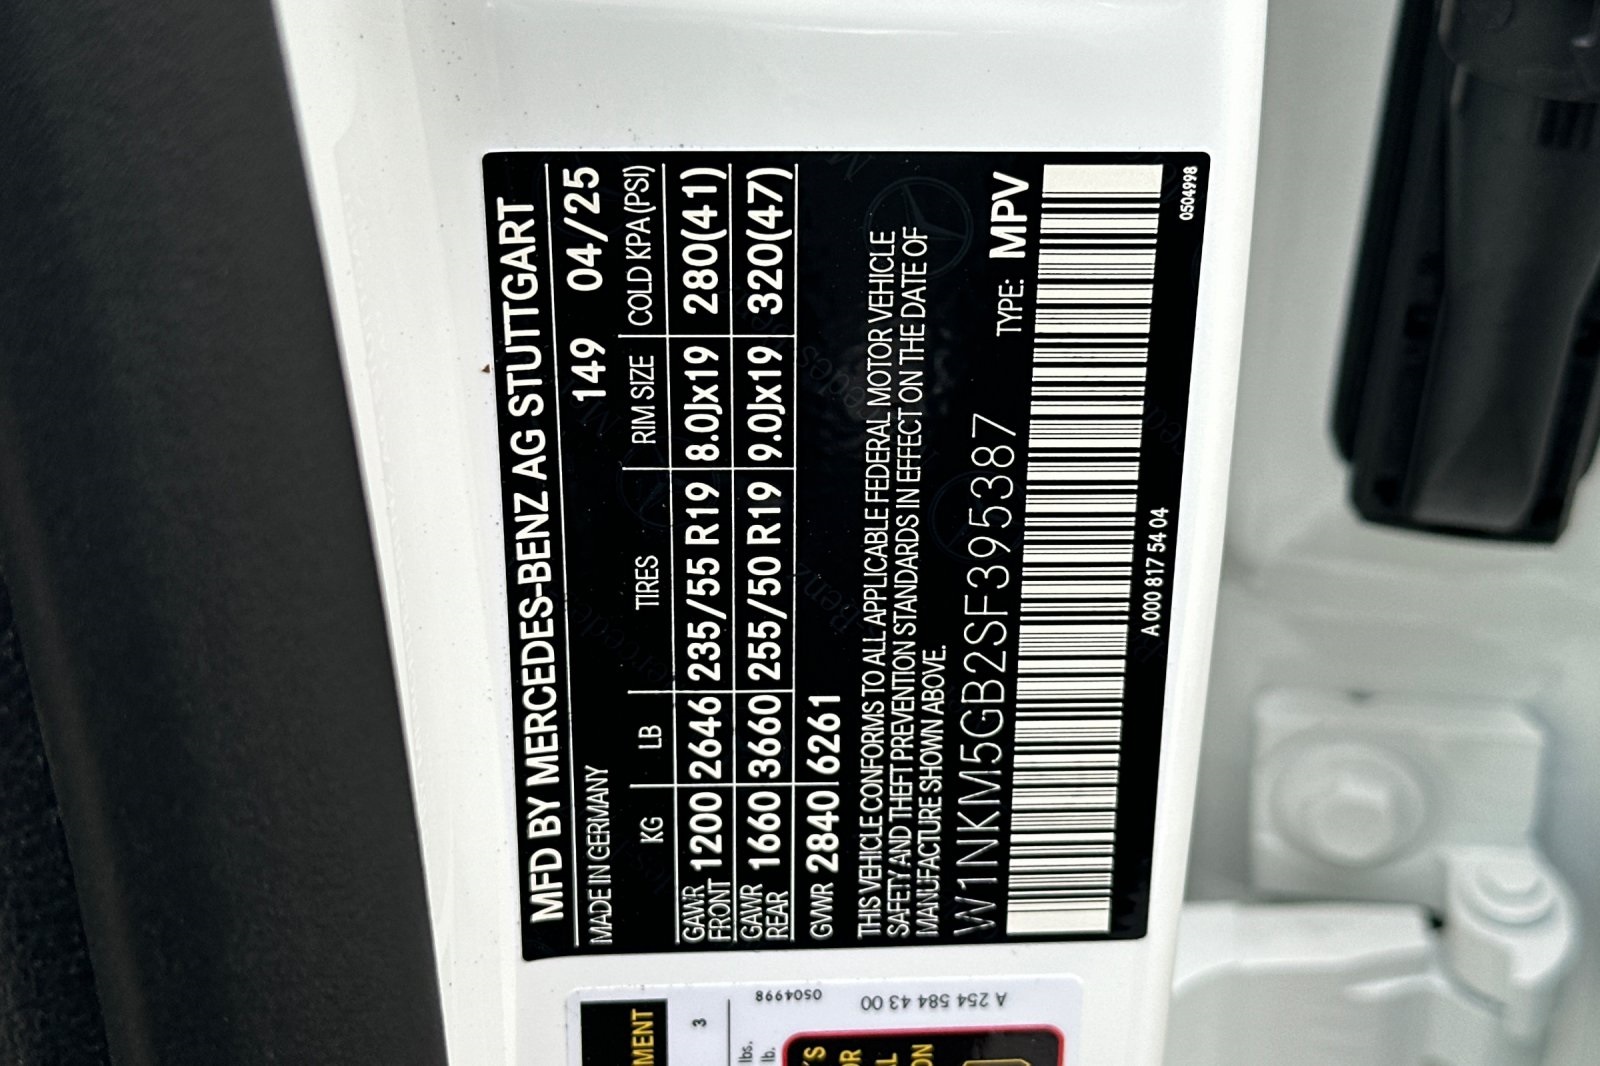 MFD BY MERCEDES-BENZ AG STUTTGART
149 04/25
MADE IN GERMANY
KG LB TIRES RIM SIZE COLD KPA (PSI)
GAWR FRONT 1200 2646 235/55 R19 8.0Jx19 280(41)
GAWR REAR 1660 3660 255/50 R19 9.0Jx19 320(47)
GVWR 2840 6261
THIS VEHICLE CONFORMS TO ALL APPLICABLE FEDERAL MOTOR VEHICLE
SAFETY AND THEFT PREVENTION STANDARDS IN EFFECT ON THE DATE OF
MANUFACTURE SHOWN ABOVE.
TYPE: MPV
W1NKM5GB2SF395387
A 000 817 54 04
0504998
0504998
A 254 584 43 00
3
lbs.
lb.